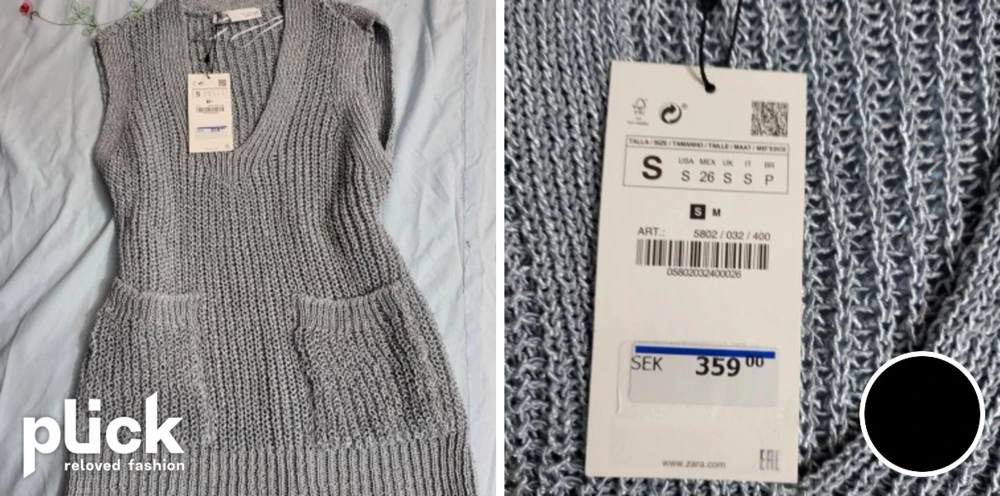 S
359
plick
reloved fashion
TALLA / SIZE / TAMANHO / TAILLE / MAAT /
S
USA MEX UK IT BR
S 26 S S P
S M
ART.: 5802 / 032 / 400
05802032400026
SEK 359 00
www.zara.com
EAC